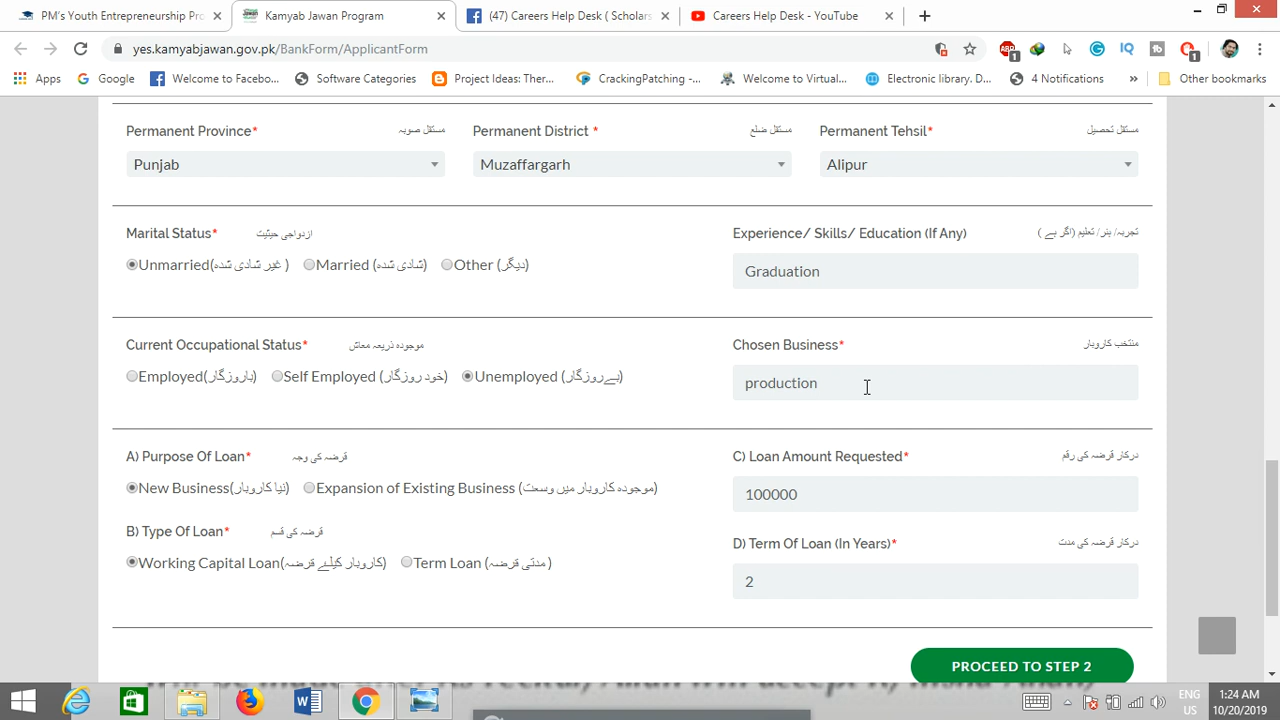 PM's Youth Entrepreneurship Pro
Kamyab Jawan Program
(47) Careers Help Desk ( Scholars
Careers Help Desk - YouTube
yes.kamyabjawan.gov.pk/BankForm/ApplicantForm
Apps
Google
Welcome to Facebo...
Software Categories
Project Ideas: Ther...
CrackingPatching -...
Welcome to Virtual...
Electronic library. D...
4 Notifications
Other bookmarks
Permanent Province* مستقل صوبہ
Permanent District * مستقل ضلع
Permanent Tehsil* مستقل تحصیل
Punjab
Muzaffargarh
Alipur
Marital Status* ازدواجی حیثیت
Experience/ Skills/ Education (If Any) تجربہ/ ہنر/ تعلیم (اگر ہے )
Unmarried(غیر شادی شدہ ) Married (شادی شدہ) Other (دیگر)
Graduation
Current Occupational Status* موجودہ ذریعہ معاش
Chosen Business* منتخب کاروبار
Employed(باروزگار) Self Employed (خود روزگار) Unemployed (بےروزگار)
production
A) Purpose Of Loan* قرضہ کی وجہ
C) Loan Amount Requested* درکار قرضہ کی رقم
New Business(نیا کاروبار) Expansion of Existing Business (موجودہ کاروبار میں وسعت)
100000
B) Type Of Loan* قرضہ کی قسم
D) Term Of Loan (In Years)* درکار قرضہ کی مدت
Working Capital Loan(کاروبار کیلئے قرضہ) Term Loan (مدتی قرضہ )
2
PROCEED TO STEP 2
ENG
US
1:24 AM
10/20/2019